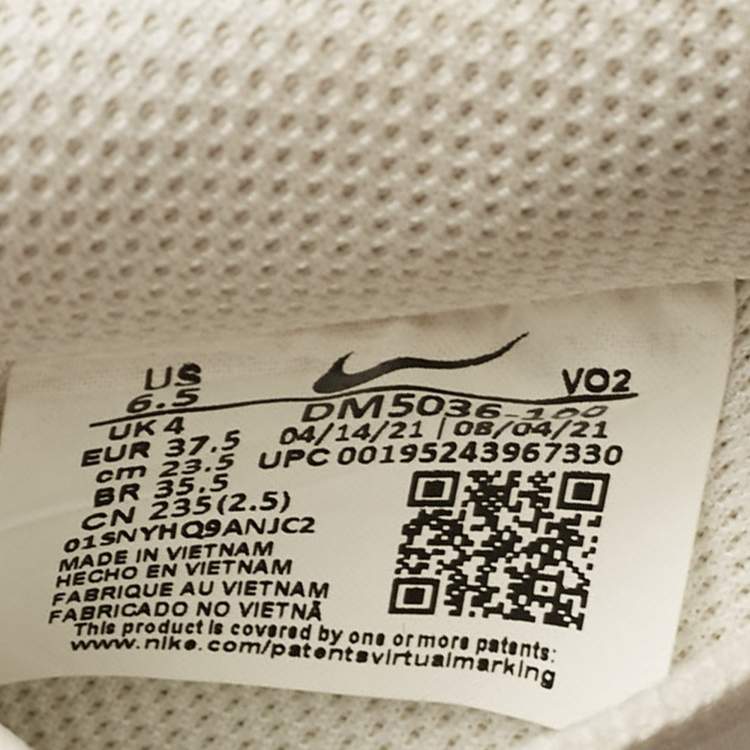 US
6.5
VO2
UK 4
DM5036-100
EUR 37.5
04/14/21 | 08/04/21
cm 23.5
UPC 00195243967330
BR 35.5
CN 235(2.5)
01SNYHQ9ANJC2
MADE IN VIETNAM
HECHO EN VIETNAM
FABRIQUE AU VIETNAM
FABRICADO NO VIETNÃ
This product is covered by one or more patents:
www.nike.com/patentsvirtualmarking